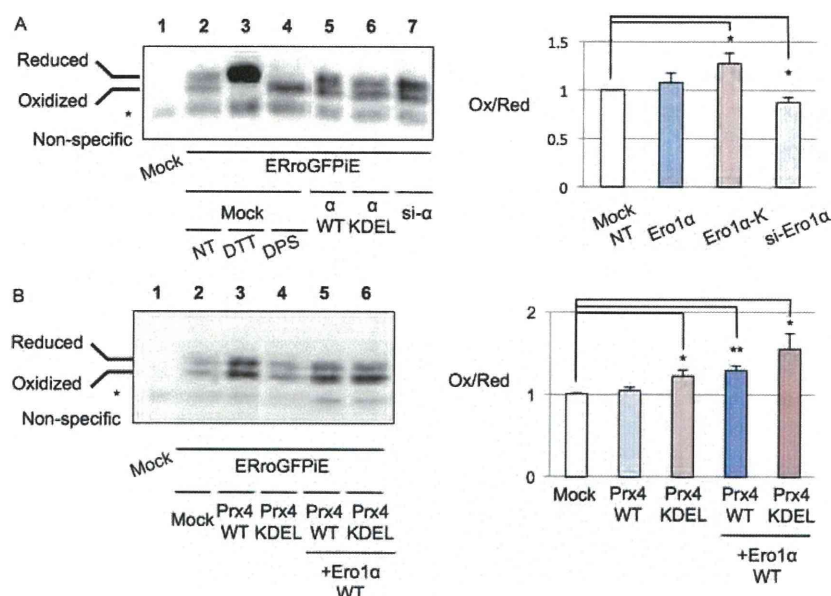 A
1 2 3 4 5 6 7
Reduced
Oxidized
*
Non-specific
Mock
ERroGFPiE
Mock
α WT
α KDEL
si-α
NT
DTT
DPS
Ox/Red
1.5
1
0.5
0
*
*
Mock NT
Ero1α
Ero1α-K
si-Ero1α
B
1 2 3 4 5 6
Reduced
Oxidized
*
Non-specific
Mock
ERroGFPiE
Mock
Prx4 WT
Prx4 KDEL
Prx4 WT
Prx4 KDEL
+Ero1α
WT
Ox/Red
2
1
0
*
**
*
Mock
Prx4 WT
Prx4 KDEL
Prx4 WT
Prx4 KDEL
+Ero1α
WT